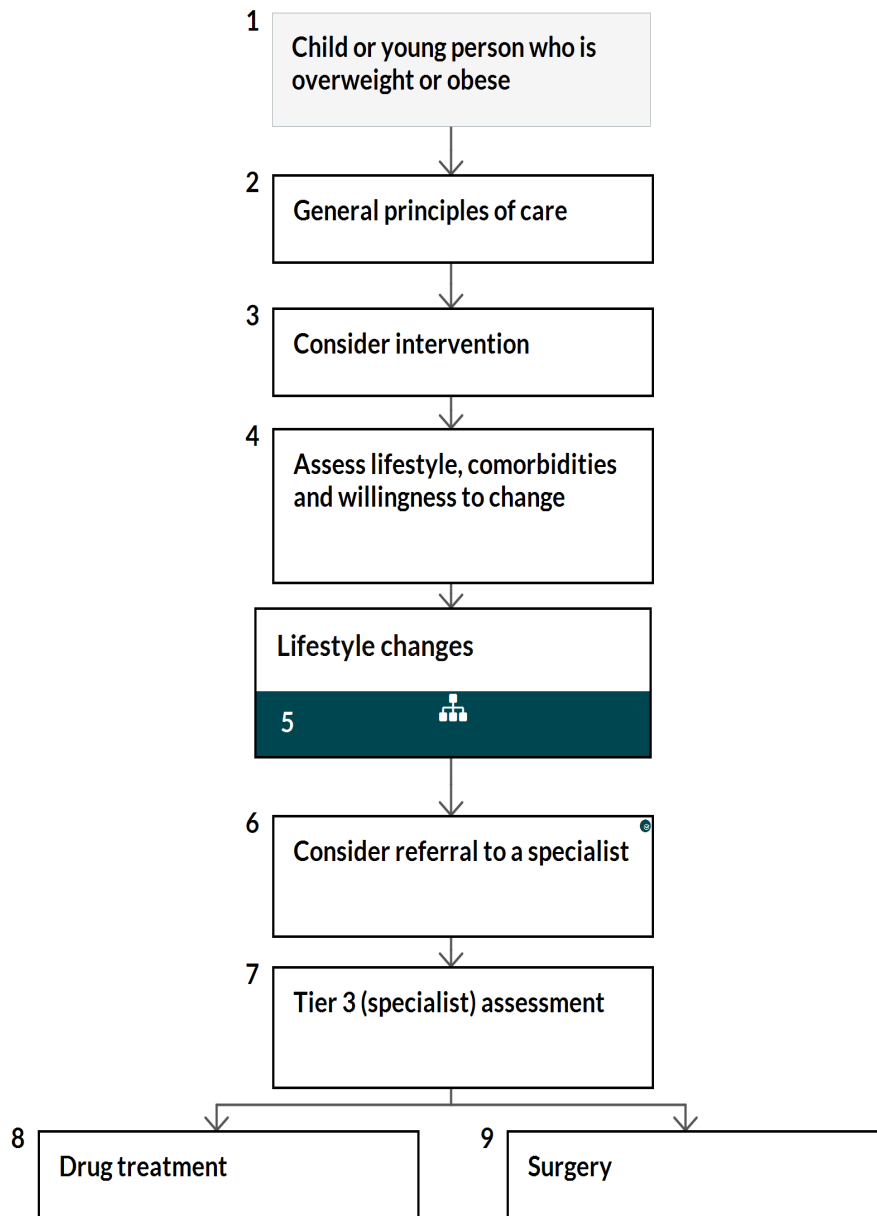 1
Child or young person who is
overweight or obese
2
General principles of care
3
Consider intervention
4
Assess lifestyle, comorbidities
and willingness to change
Lifestyle changes
5
6
Consider referral to a specialist
7
Tier 3 (specialist) assessment
8
Drug treatment
9
Surgery